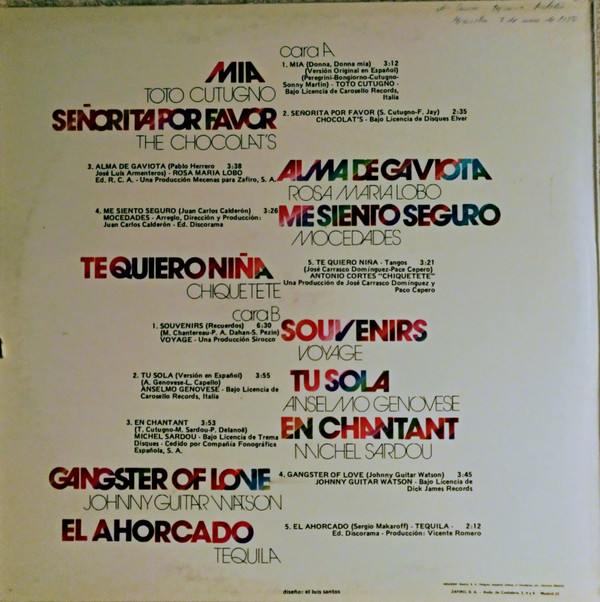 cara A
MIA
TOTO CUTUGNO
1. MIA (Donna, Donna mia) 3:12
(Versión Original en Español)
(Peregrini-Bongiorno-Cutugno-
Sonny Martin) - TOTO CUTUGNO -
Bajo Licencia de Carosello Records,
Italia
SEÑORITA POR FAVOR
THE CHOCOLAT'S
2. SEÑORITA POR FAVOR (S. Cutugno-F. Jay) 2:35
CHOCOLAT'S - Bajo Licencia de Disques Elver
3. ALMA DE GAVIOTA (Pablo Herrero 3:38
José Luis Armenteros) - ROSA MARIA LOBO
Ed. R. C. A. - Una Producción Mecenas para Zafiro, S. A.
ALMA DE GAVIOTA
ROSA MARIA LOBO
4. ME SIENTO SEGURO (Juan Carlos Calderón) 3:26
MOCEDADES - Arreglo, Dirección y Producción:
Juan Carlos Calderón - Ed. Discorama
ME SIENTO SEGURO
MOCEDADES
TE QUIERO NIÑA
CHIQUETETE
5. TE QUIERO NIÑA - Tangos 3:21
(José Carrasco Domínguez-Pace Cepero)
ANTONIO CORTES "CHIQUETETE"
Una Producción de José Carrasco Domínguez y
Paco Cepero
cara B
1. SOUVENIRS (Recuerdos) 6:30
(M. Chantereau-P. A. Dahan-S. Pezin)
VOYAGE - Una Producción Sirocco
SOUVENIRS
VOYAGE
2. TU SOLA (Versión en Español) 3:55
(A. Genovese-L. Capello)
ANSELMO GENOVESE - Bajo Licencia de
Carosello Records, Italia
TU SOLA
ANSELMO GENOVESE
3. EN CHANTANT 3:53
(T. Cutugno-M. Sardou-P. Delanoë)
MICHEL SARDOU - Bajo Licencia de Trema
Disques - Cedido por Compañía Fonográfica
Española, S. A.
EN CHANTANT
MICHEL SARDOU
GANGSTER OF LOVE
JOHNNY GUITAR WATSON
4. GANGSTER OF LOVE (Johnny Guitar Watson) 3:45
JOHNNY GUITAR WATSON - Bajo Licencia de
Dick James Records
EL AHORCADO
TEQUILA
5. EL AHORCADO (Sergio Makaroff) - TEQUILA - 2:12
Ed. Discorama - Producción: Vicente Romero
diseño: el luis santos
ZAFIRO, S. A. - Madrid